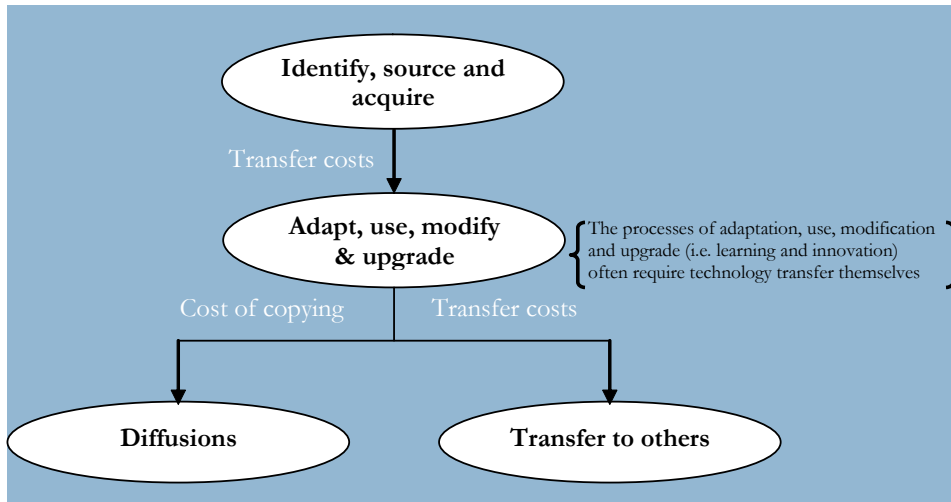 Identify, source and
acquire
Transfer costs
Adapt, use, modify
& upgrade
The processes of adaptation, use, modification
and upgrade (i.e. learning and innovation)
often require technology transfer themselves
Cost of copying
Transfer costs
Diffusions
Transfer to others